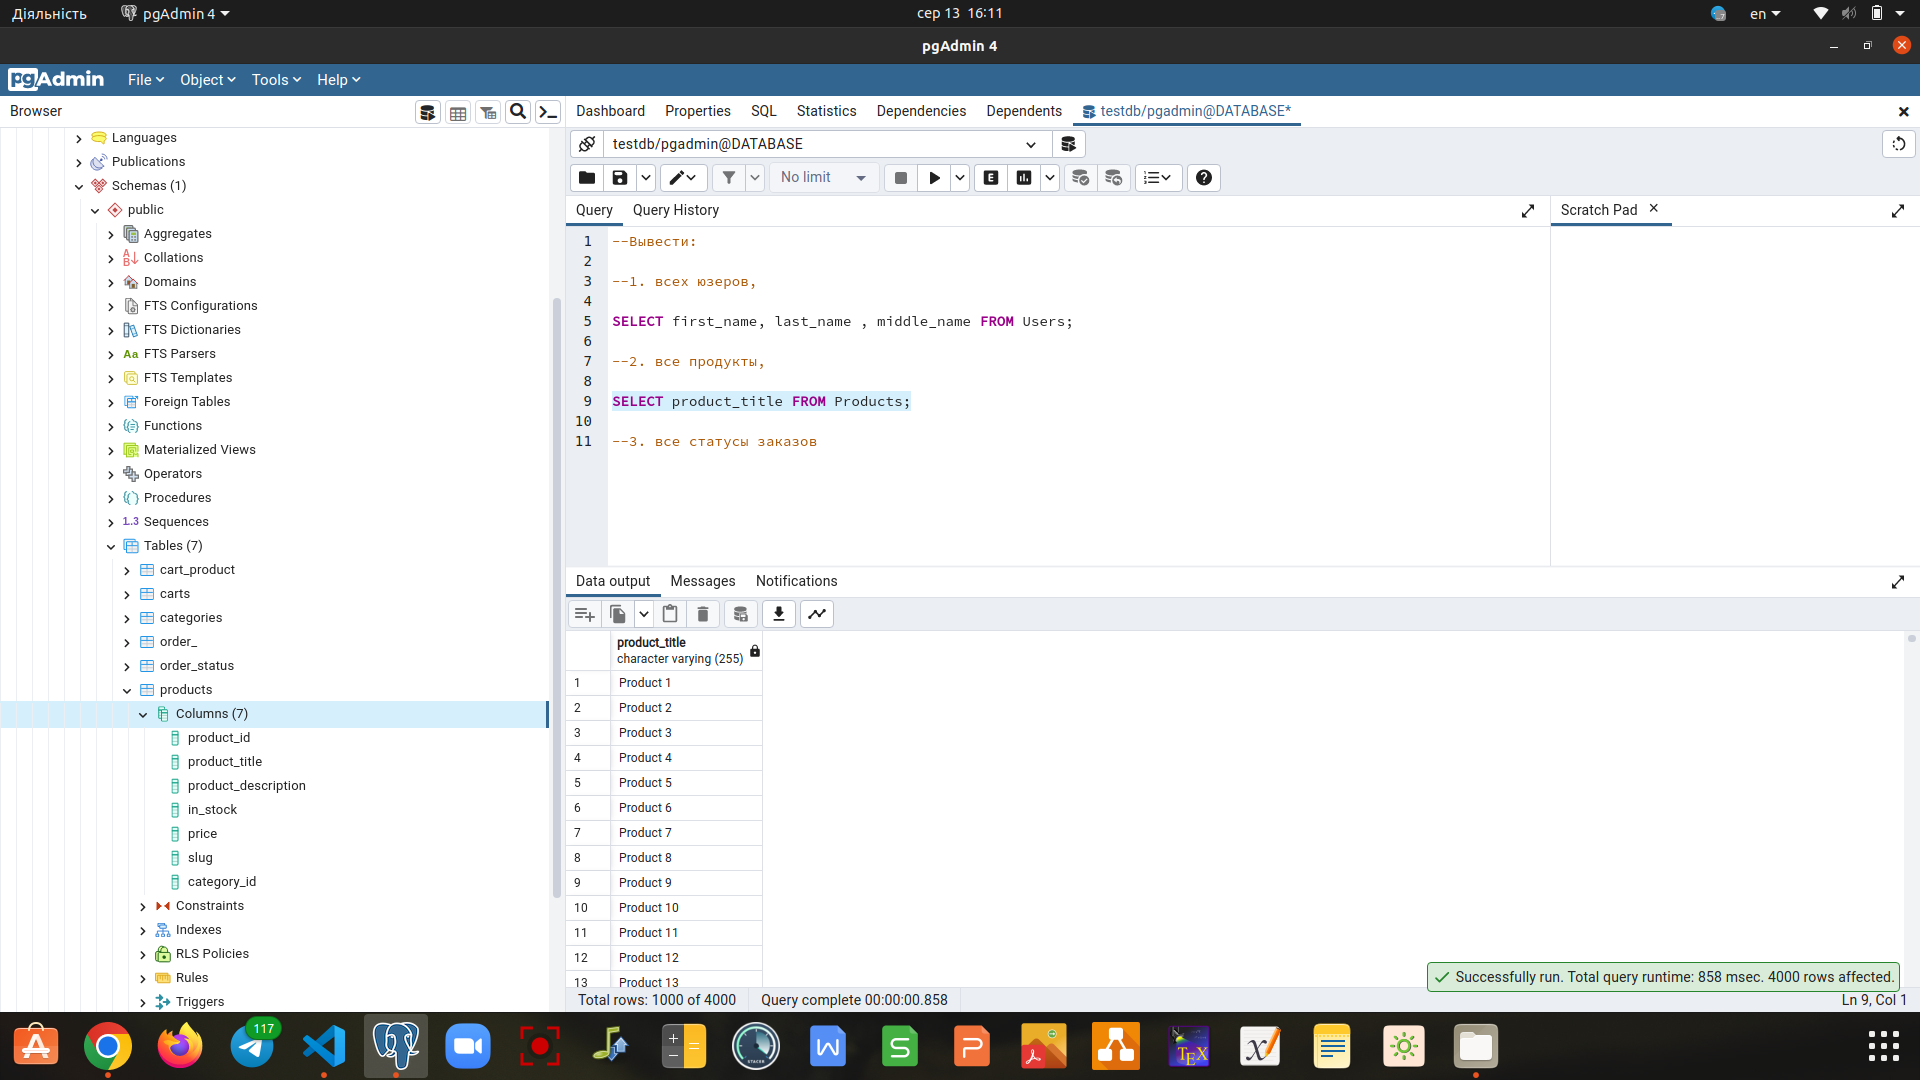 Діяльність
pgAdmin 4
сер 13 16:11
en
pgAdmin 4
pgAdmin
File
Object
Tools
Help
Browser
Dashboard
Properties
SQL
Statistics
Dependencies
Dependents
testdb/pgadmin@DATABASE*
Languages
Publications
Schemas (1)
public
Aggregates
Collations
Domains
FTS Configurations
FTS Dictionaries
Aa FTS Parsers
FTS Templates
Foreign Tables
Functions
Materialized Views
Operators
Procedures
1..3 Sequences
Tables (7)
cart_product
carts
categories
order_
order_status
products
Columns (7)
product_id
product_title
product_description
in_stock
price
slug
category_id
Constraints
Indexes
RLS Policies
Rules
Triggers
testdb/pgadmin@DATABASE
No limit
E
Query
Query History
Scratch Pad
1 --Вывести:
2
3 --1. всех юзеров,
4
5 SELECT first_name, last_name , middle_name FROM Users;
6
7 --2. все продукты,
8
9 SELECT product_title FROM Products;
10
11 --3. все статусы заказов
Data output
Messages
Notifications
product_title
character varying (255)
1 Product 1
2 Product 2
3 Product 3
4 Product 4
5 Product 5
6 Product 6
7 Product 7
8 Product 8
9 Product 9
10 Product 10
11 Product 11
12 Product 12
13 Product 13
Successfully run. Total query runtime: 858 msec. 4000 rows affected.
Total rows: 1000 of 4000
Query complete 00:00:00.858
Ln 9, Col 1
117
STACER
W
S
P
TEX
X